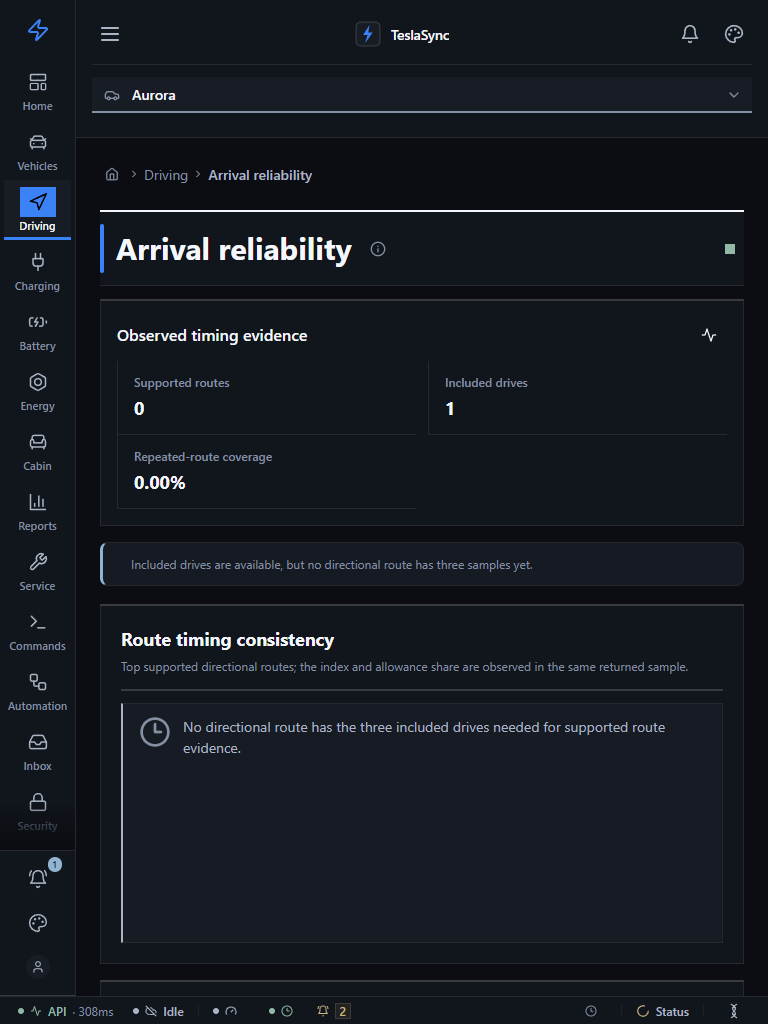 TeslaSync
Aurora
Home
Vehicles
Driving
Charging
Battery
Energy
Cabin
Reports
Service
Commands
Automation
Inbox
Security
1
Driving
Arrival reliability
Arrival reliability
Observed timing evidence
Supported routes
0
Included drives
1
Repeated-route coverage
0.00%
Included drives are available, but no directional route has three samples yet.
Route timing consistency
Top supported directional routes; the index and allowance share are observed in the same returned sample.
No directional route has the three included drives needed for supported route
evidence.
API · 308ms
Idle
2
Status